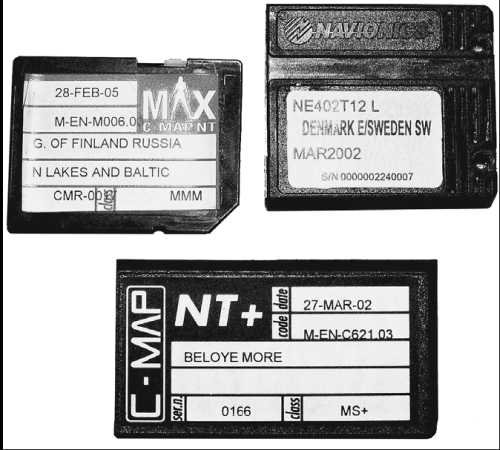 28-FEB-05
MAX
C-MAP NT
M-EN-M006.0
G. OF FINLAND RUSSIA
N LAKES AND BALTIC
class
MMM
NAVIONICS
NE402T12 L
DENMARK E/SWEDEN SW
MAR2002
S/N 0000002240007
C-MAP
NT+
date
27-MAR-02
code
M-EN-C621.03
BELOYE MORE
ser.n.
0166
class
MS+